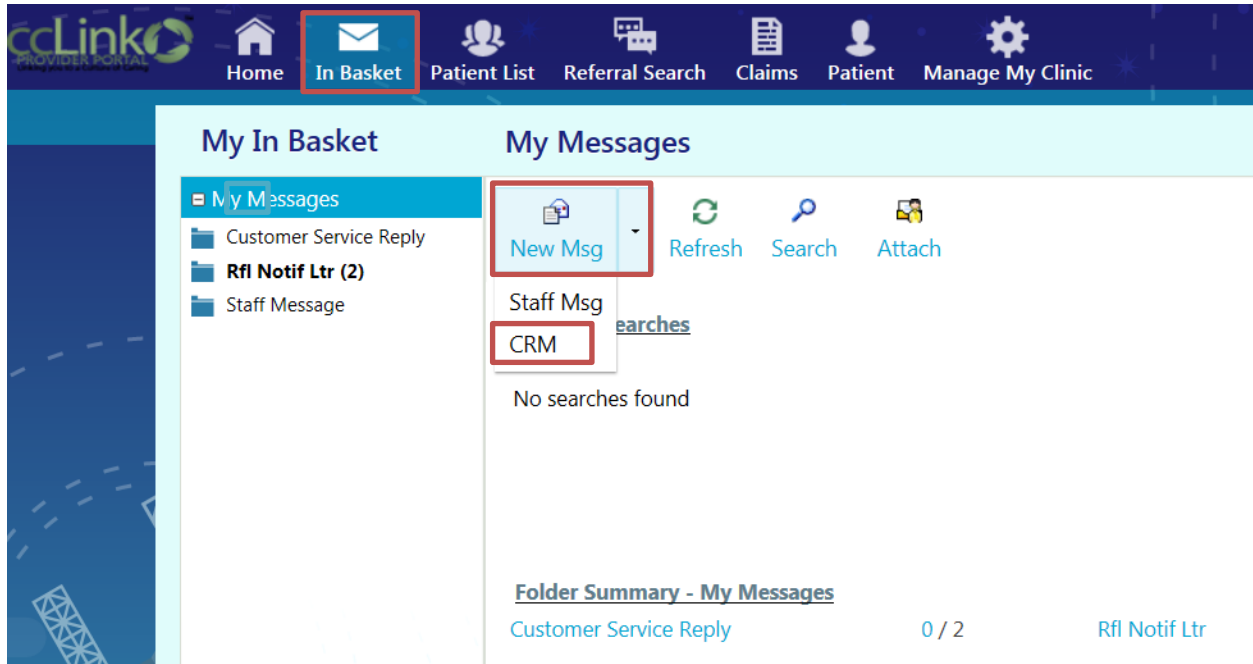 ccLink
PROVIDER PORTAL
Home In Basket Patient List Referral Search Claims Patient Manage My Clinic
My In Basket
My Messages
My Messages
Customer Service Reply
Rfl Notif Ltr (2)
Staff Message
New Msg Refresh Search Attach
Staff Msg
earches
CRM
No searches found
Folder Summary - My Messages
Customer Service Reply 0 / 2 Rfl Notif Ltr